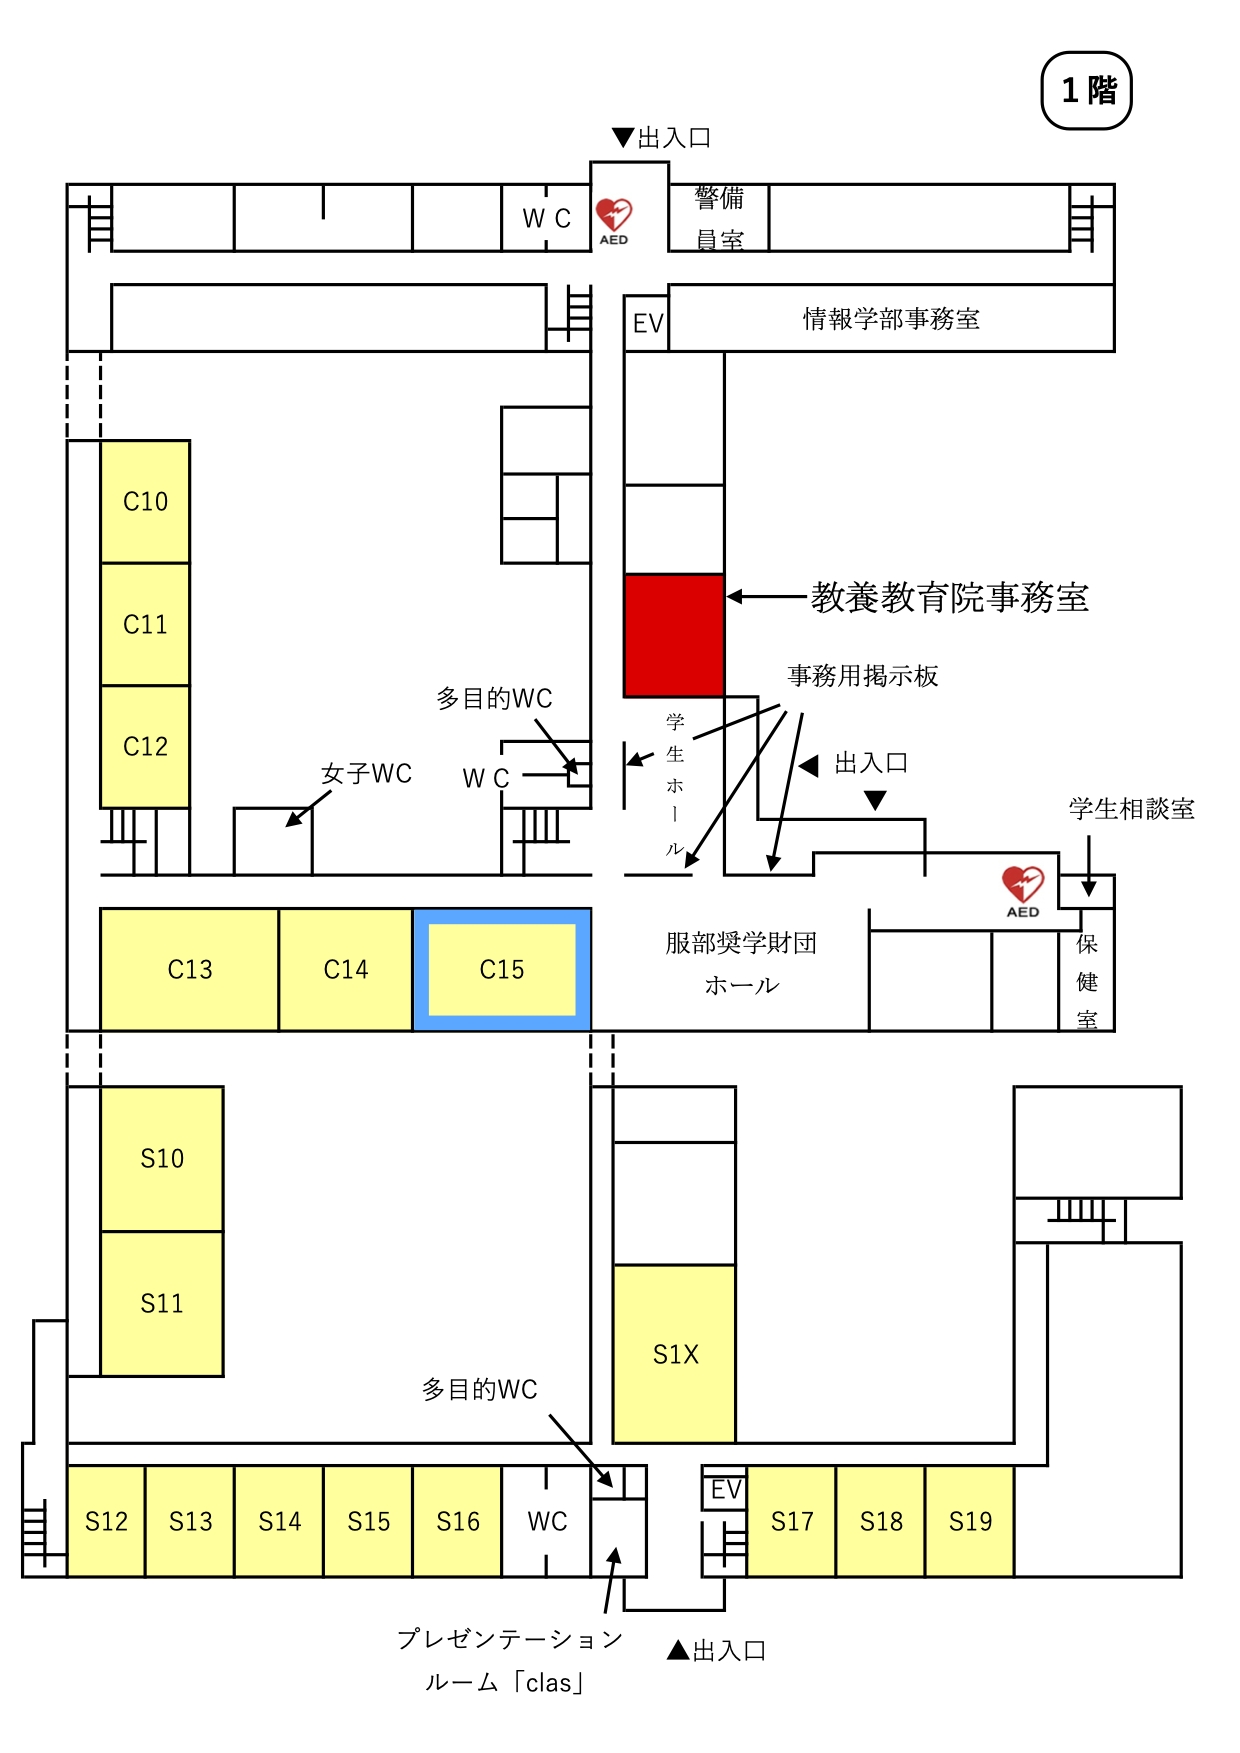 1階
▼出入口
WC
AED
警備
員室
EV
情報学部事務室
C10
C11
C12
教養教育院事務室
事務用掲示板
多目的WC
WC
女子WC
学生ホール
◀ 出入口
▼
学生相談室
AED
C13
C14
C15
服部奨学財団
ホール
保健室
S10
S11
S1X
多目的WC
S12
S13
S14
S15
S16
WC
EV
S17
S18
S19
プレゼンテーション
ルーム「clas」
▲出入口